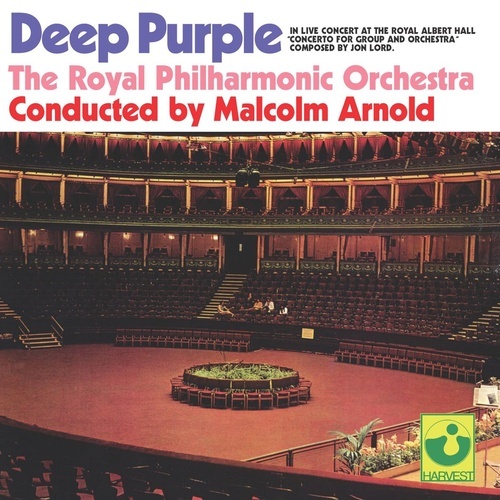 Deep Purple
IN LIVE CONCERT AT THE ROYAL ALBERT HALL
"CONCERTO FOR GROUP AND ORCHESTRA"
COMPOSED BY JON LORD.
The Royal Philharmonic Orchestra
Conducted by Malcolm Arnold
HARVEST